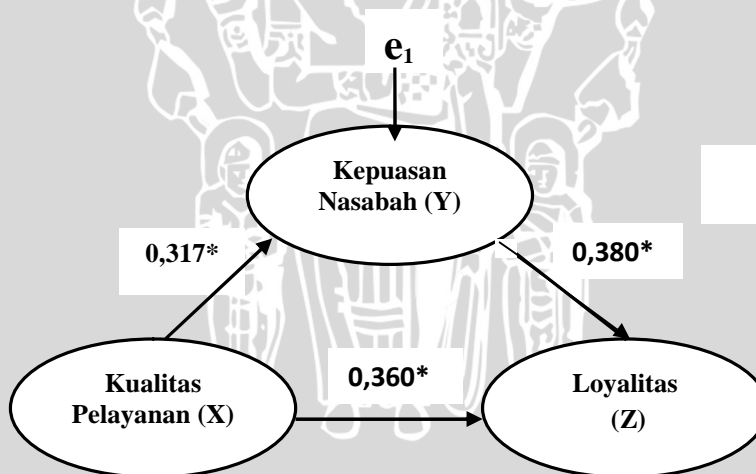 e₁
Kepuasan
Nasabah (Y)
0,317*
0,380*
Kualitas
Pelayanan (X)
0,360*
Loyalitas
(Z)